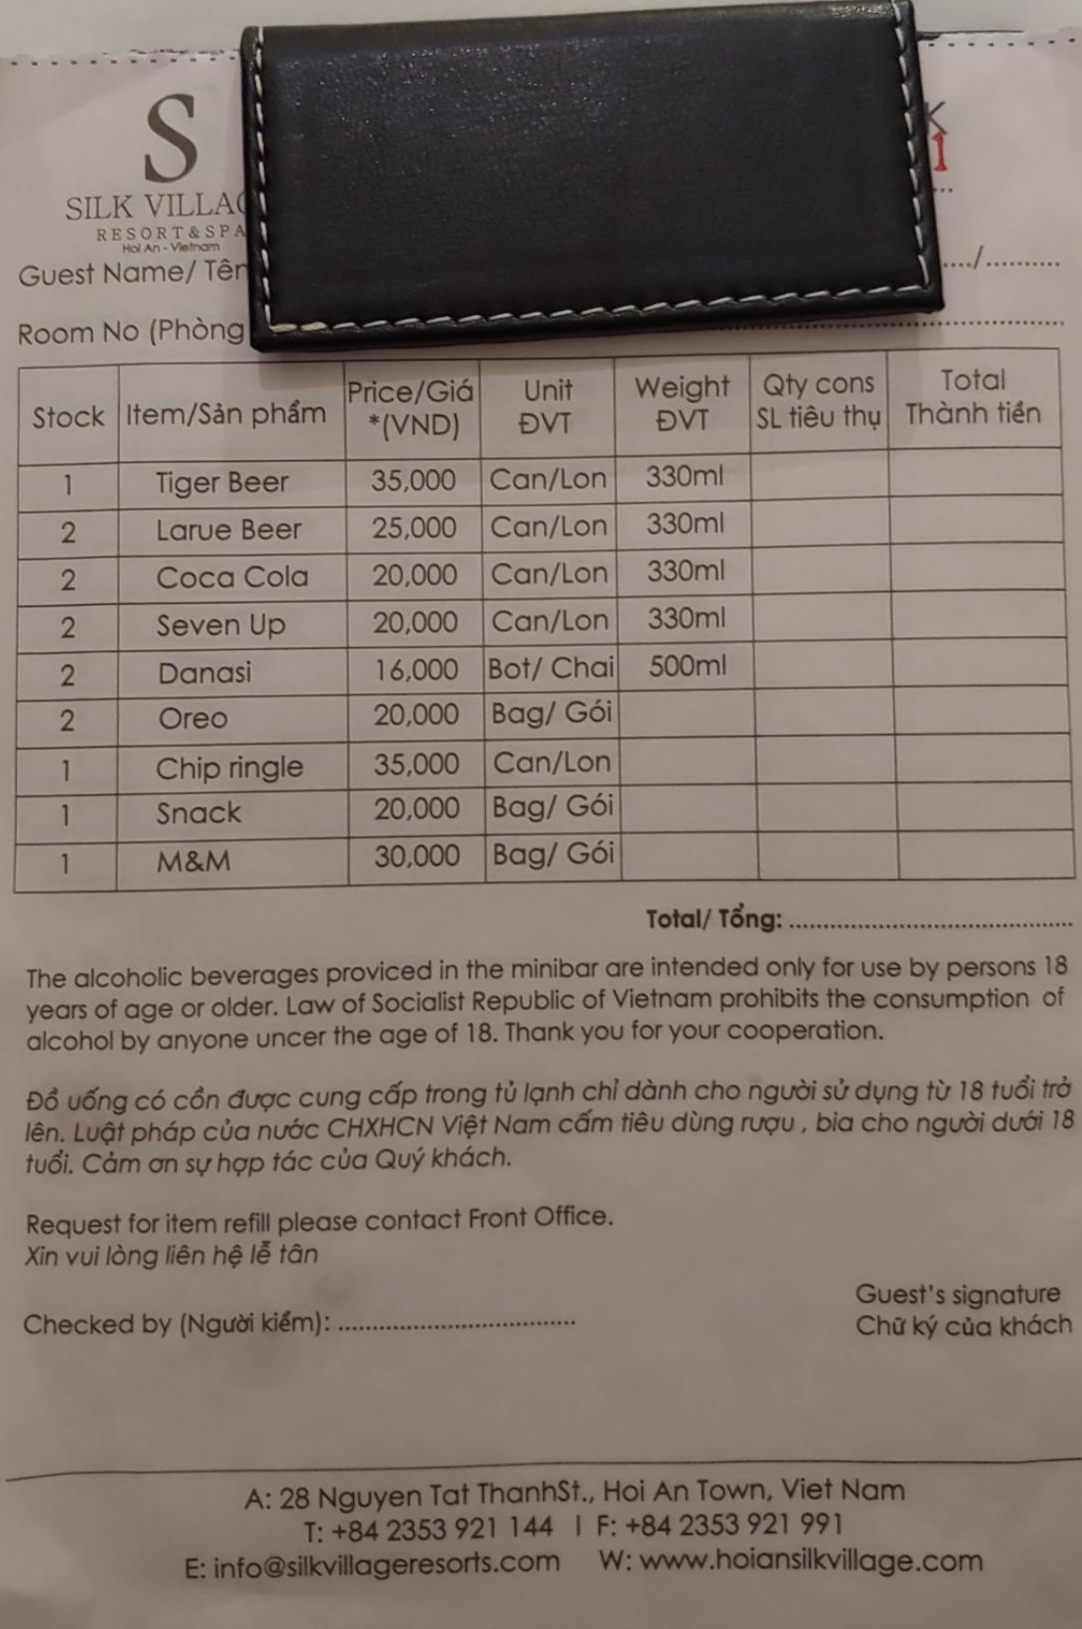 S
SILK VILLAG
RESORT & SPA
Hoi An - Vietnam
K
1
Guest Name/ Tên
..../..........
Room No (Phòng
Stock Item/Sản phẩm Price/Giá *(VND) Unit ĐVT Weight ĐVT Qty cons SL tiêu thụ Total Thành tiền
1 Tiger Beer 35,000 Can/Lon 330ml
2 Larue Beer 25,000 Can/Lon 330ml
2 Coca Cola 20,000 Can/Lon 330ml
2 Seven Up 20,000 Can/Lon 330ml
2 Danasi 16,000 Bot/ Chai 500ml
2 Oreo 20,000 Bag/ Gói
1 Chip ringle 35,000 Can/Lon
1 Snack 20,000 Bag/ Gói
1 M&M 30,000 Bag/ Gói
Total/ Tổng: ........................................
The alcoholic beverages proviced in the minibar are intended only for use by persons 18
years of age or older. Law of Socialist Republic of Vietnam prohibits the consumption of
alcohol by anyone uncer the age of 18. Thank you for your cooperation.
Đồ uống có cồn được cung cấp trong tủ lạnh chỉ dành cho người sử dụng từ 18 tuổi trở
lên. Luật pháp của nước CHXHCN Việt Nam cấm tiêu dùng rượu , bia cho người dưới 18
tuổi. Cảm ơn sự hợp tác của Quý khách.
Request for item refill please contact Front Office.
Xin vui lòng liên hệ lễ tân
Guest's signature
Checked by (Người kiểm): .................................. Chữ ký của khách
A: 28 Nguyen Tat ThanhSt., Hoi An Town, Viet Nam
T: +84 2353 921 144 | F: +84 2353 921 991
E: info@silkvillageresorts.com W: www.hoiansilkvillage.com